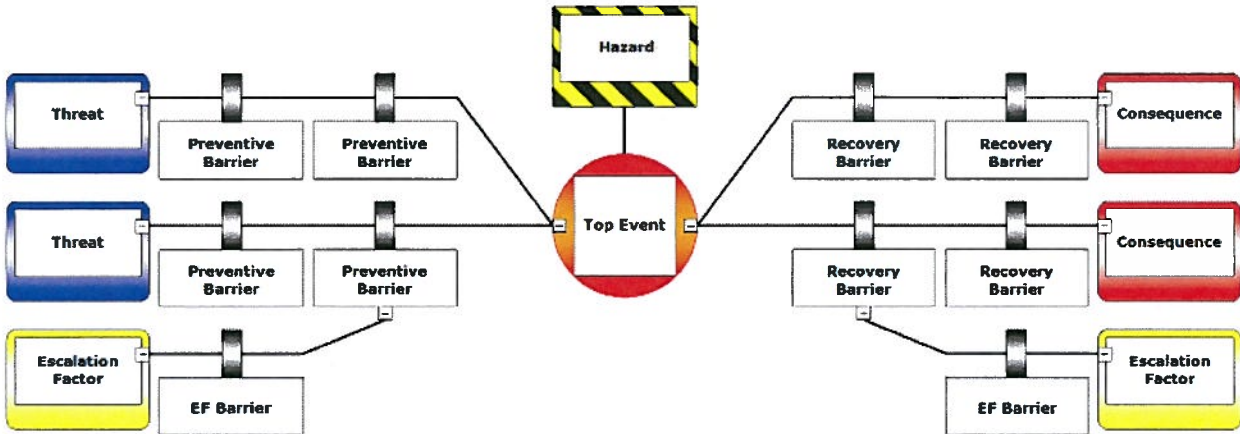 Hazard
Threat
Preventive
Barrier
Preventive
Barrier
Recovery
Barrier
Recovery
Barrier
Consequence
Top Event
Threat
Preventive
Barrier
Preventive
Barrier
Recovery
Barrier
Recovery
Barrier
Consequence
Escalation
Factor
EF Barrier
EF Barrier
Escalation
Factor